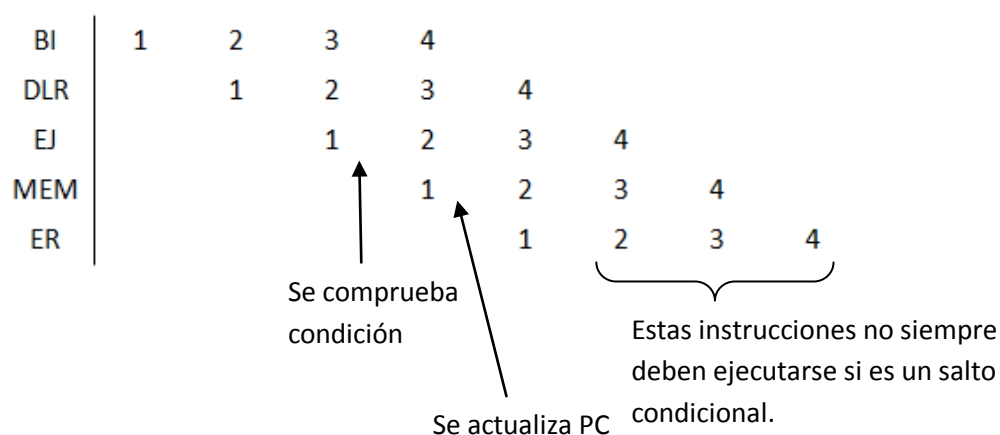 BI 1 2 3 4
DLR 1 2 3 4
EJ 1 2 3 4
MEM 1 2 3 4
ER 1 2 3 4
Se comprueba
condición
Estas instrucciones no siempre
deben ejecutarse si es un salto
condicional.
Se actualiza PC